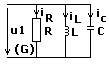 iR iL iC
u1 R L C
(G)